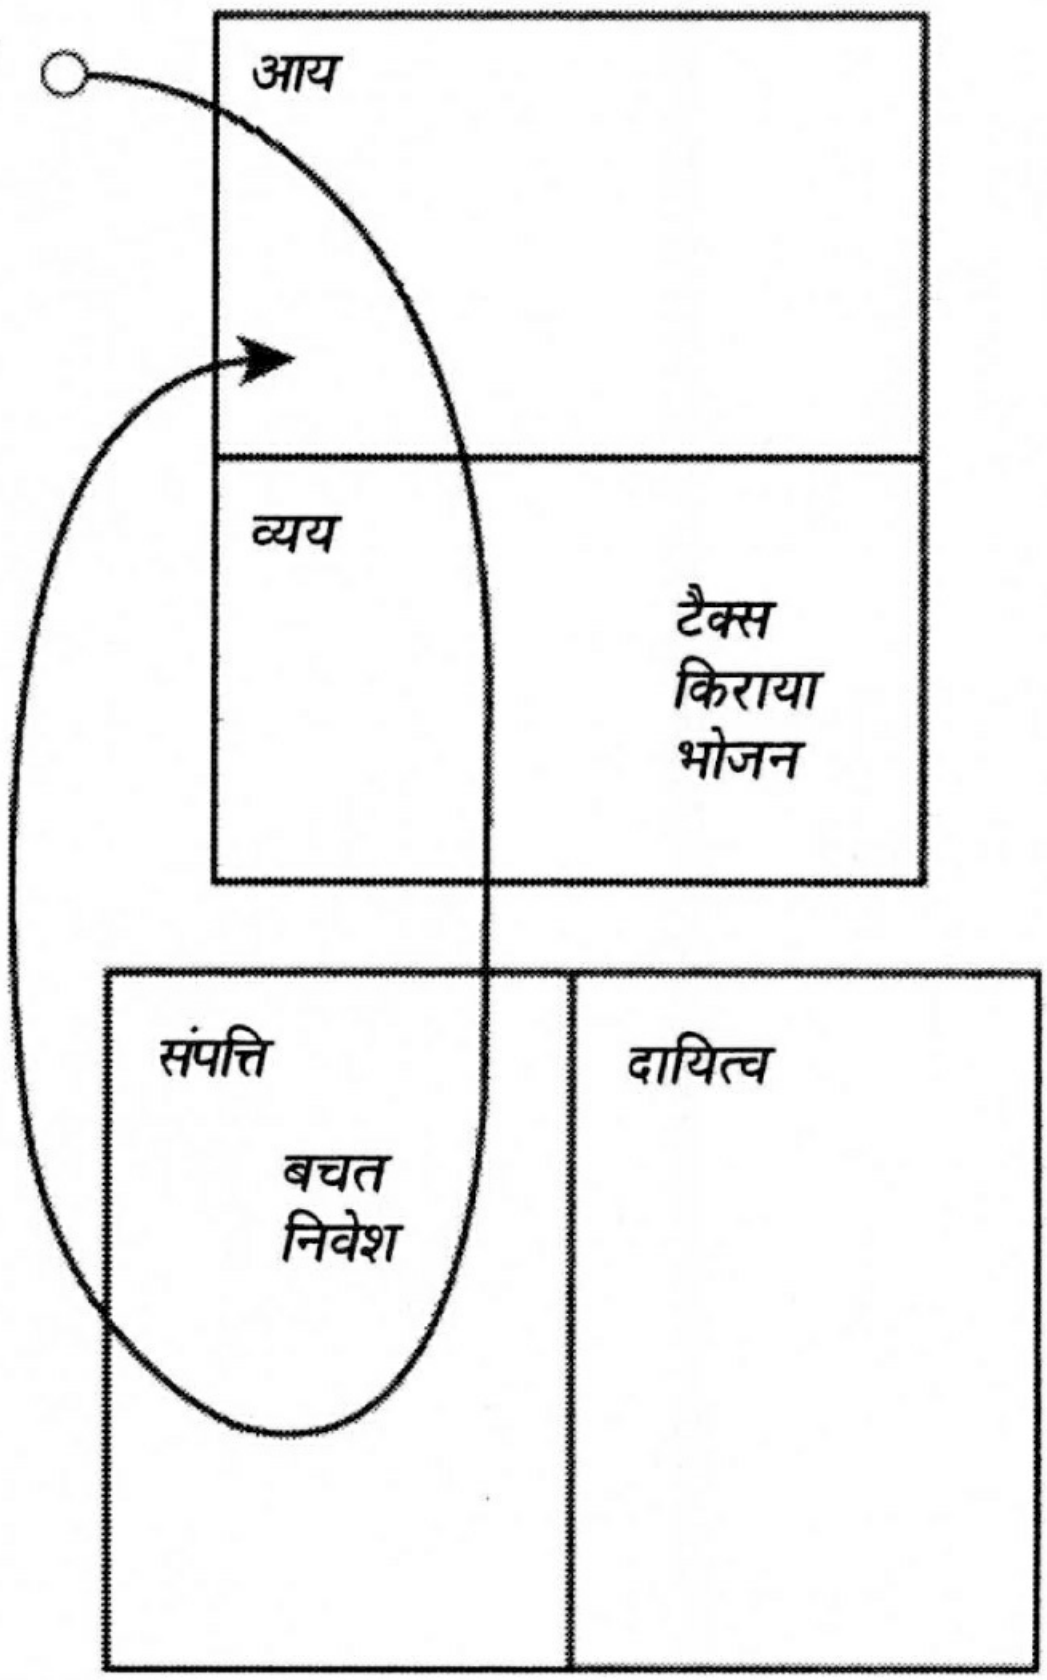 आय
व्यय
टैक्स
किराया
भोजन
संपत्ति
बचत
निवेश
दायित्व